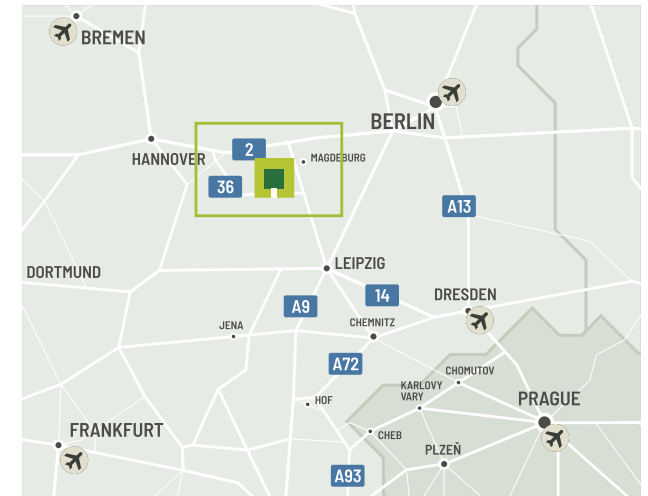 BREMEN
BERLIN
HANNOVER
2
MAGDEBURG
36
A13
DORTMUND
LEIPZIG
A9
14
DRESDEN
JENA
CHEMNITZ
A72
CHOMUTOV
KARLOVY
VARY
HOF
PRAGUE
FRANKFURT
CHEB
PLZEŇ
A93